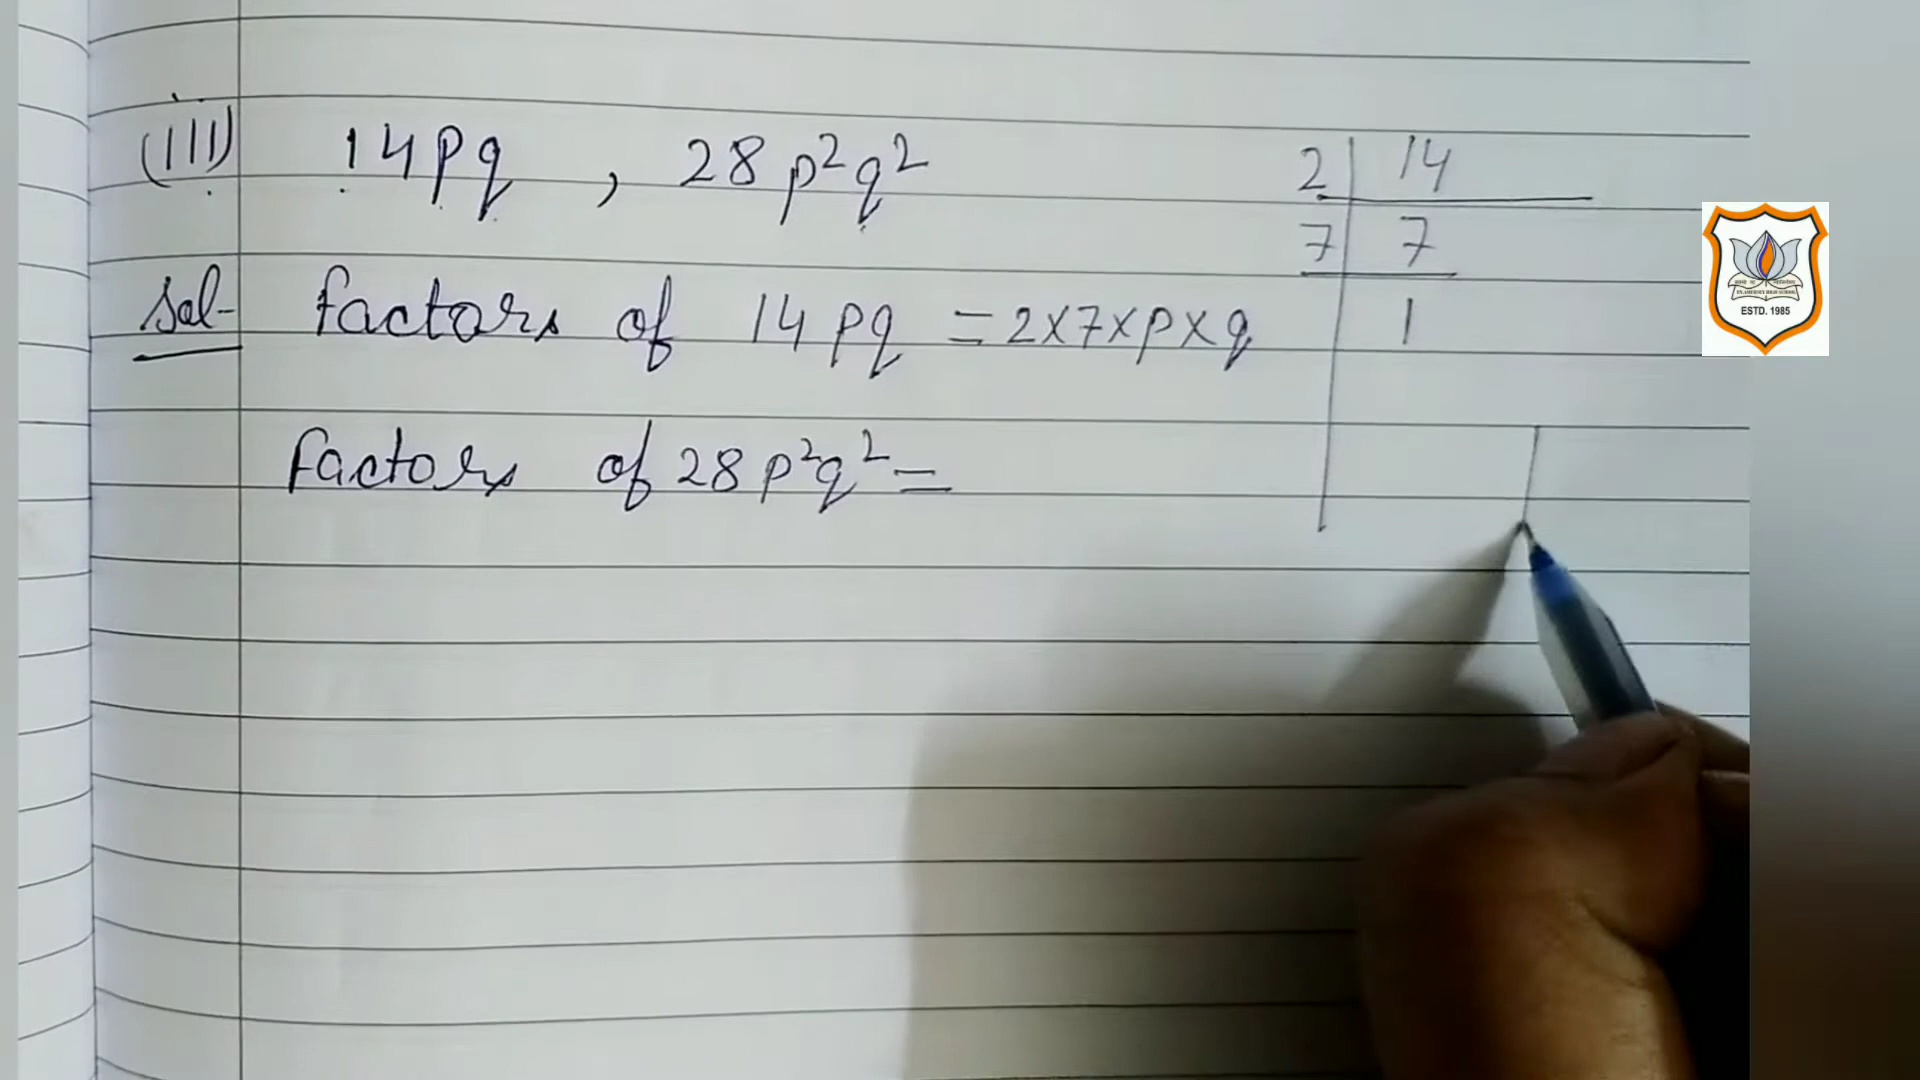 (iii) 14pq , 28p²q²
2 | 14
7 | 7
1
Sol- factors of 14pq = 2×7×p×q
factors of 28p²q² =
ESTD. 1985